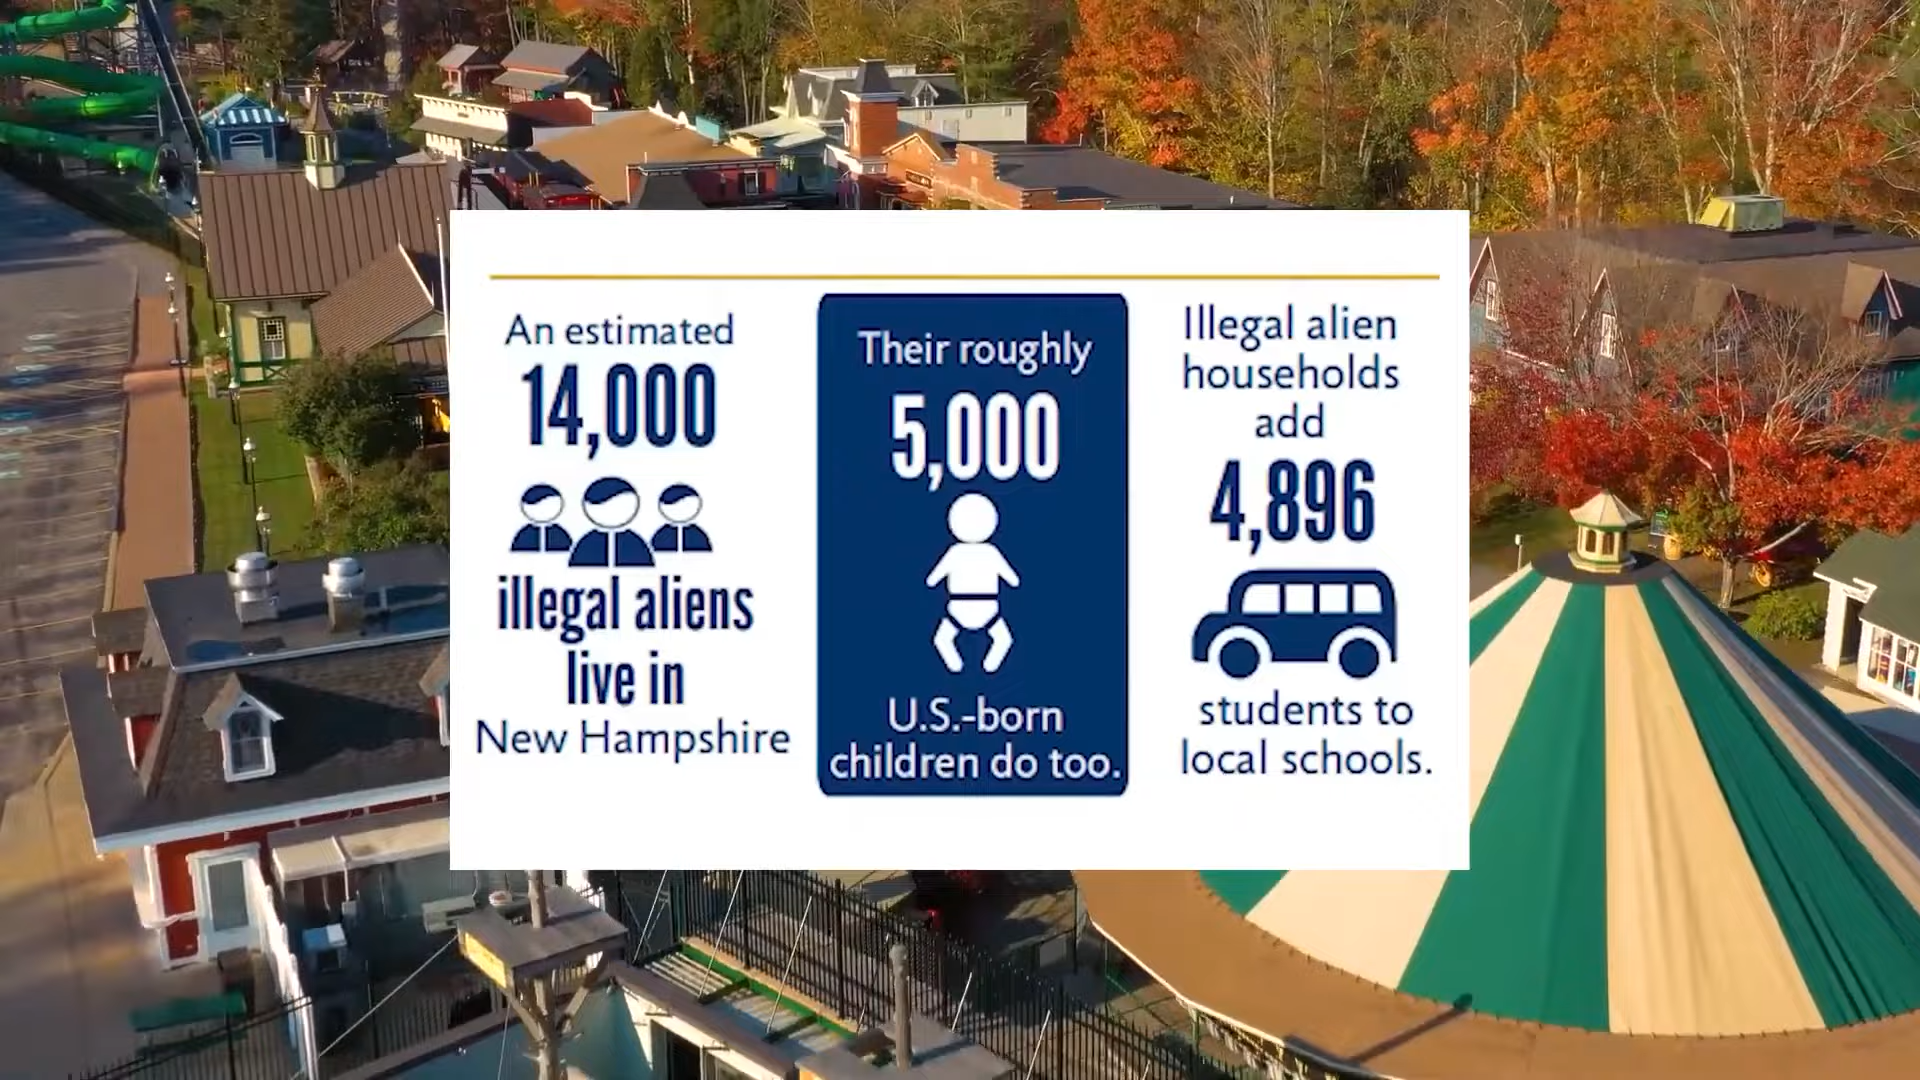 An estimated
14,000
illegal aliens
live in
New Hampshire
Their roughly
5,000
U.S.-born
children do too.
Illegal alien
households
add
4,896
students to
local schools.